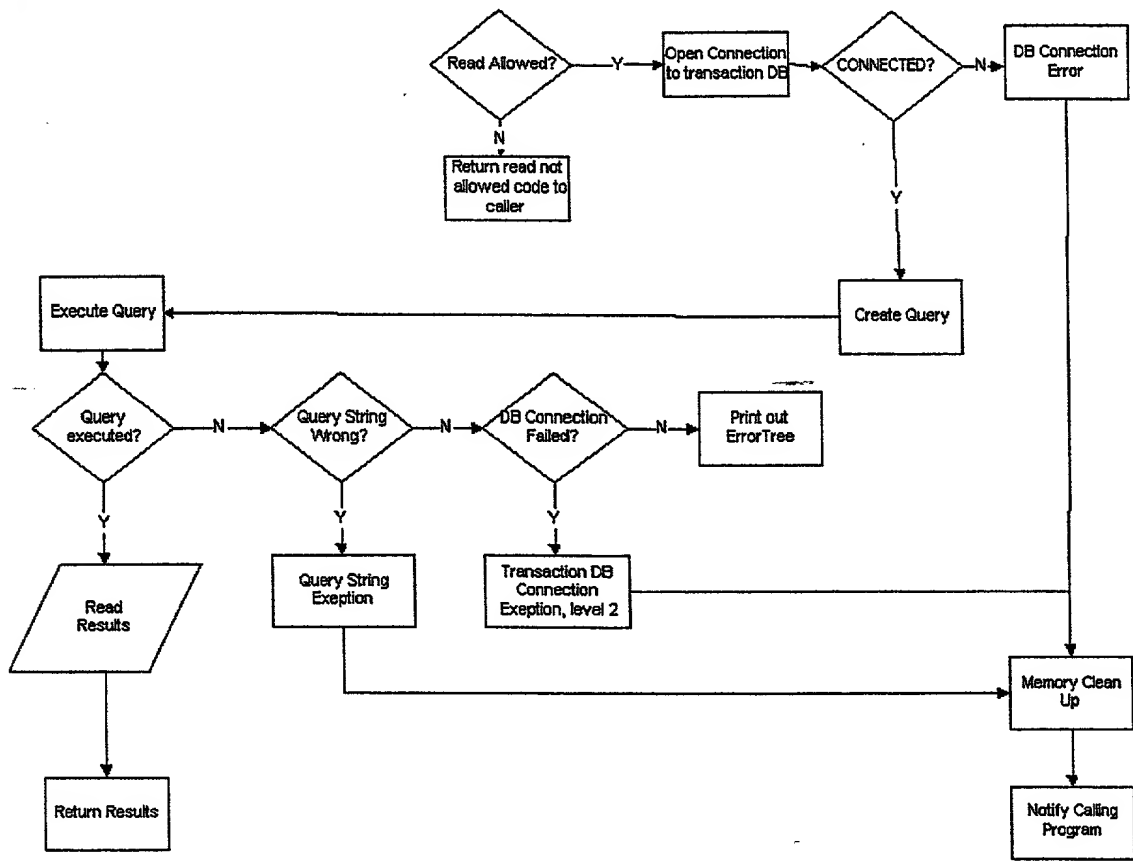 Read Allowed?
Y
Open Connection
to transaction DB
CONNECTED?
N
DB Connection
Error
N
Return read not
allowed code to
caller
Y
Execute Query
Create Query
Query
executed?
N
Query String
Wrong?
N
DB Connection
Failed?
N
Print out
ErrorTree
Y
Y
Y
Read
Results
Query String
Exeption
Transaction DB
Connection
Exeption, level 2
Memory Clean
Up
Return Results
Notify Calling
Program